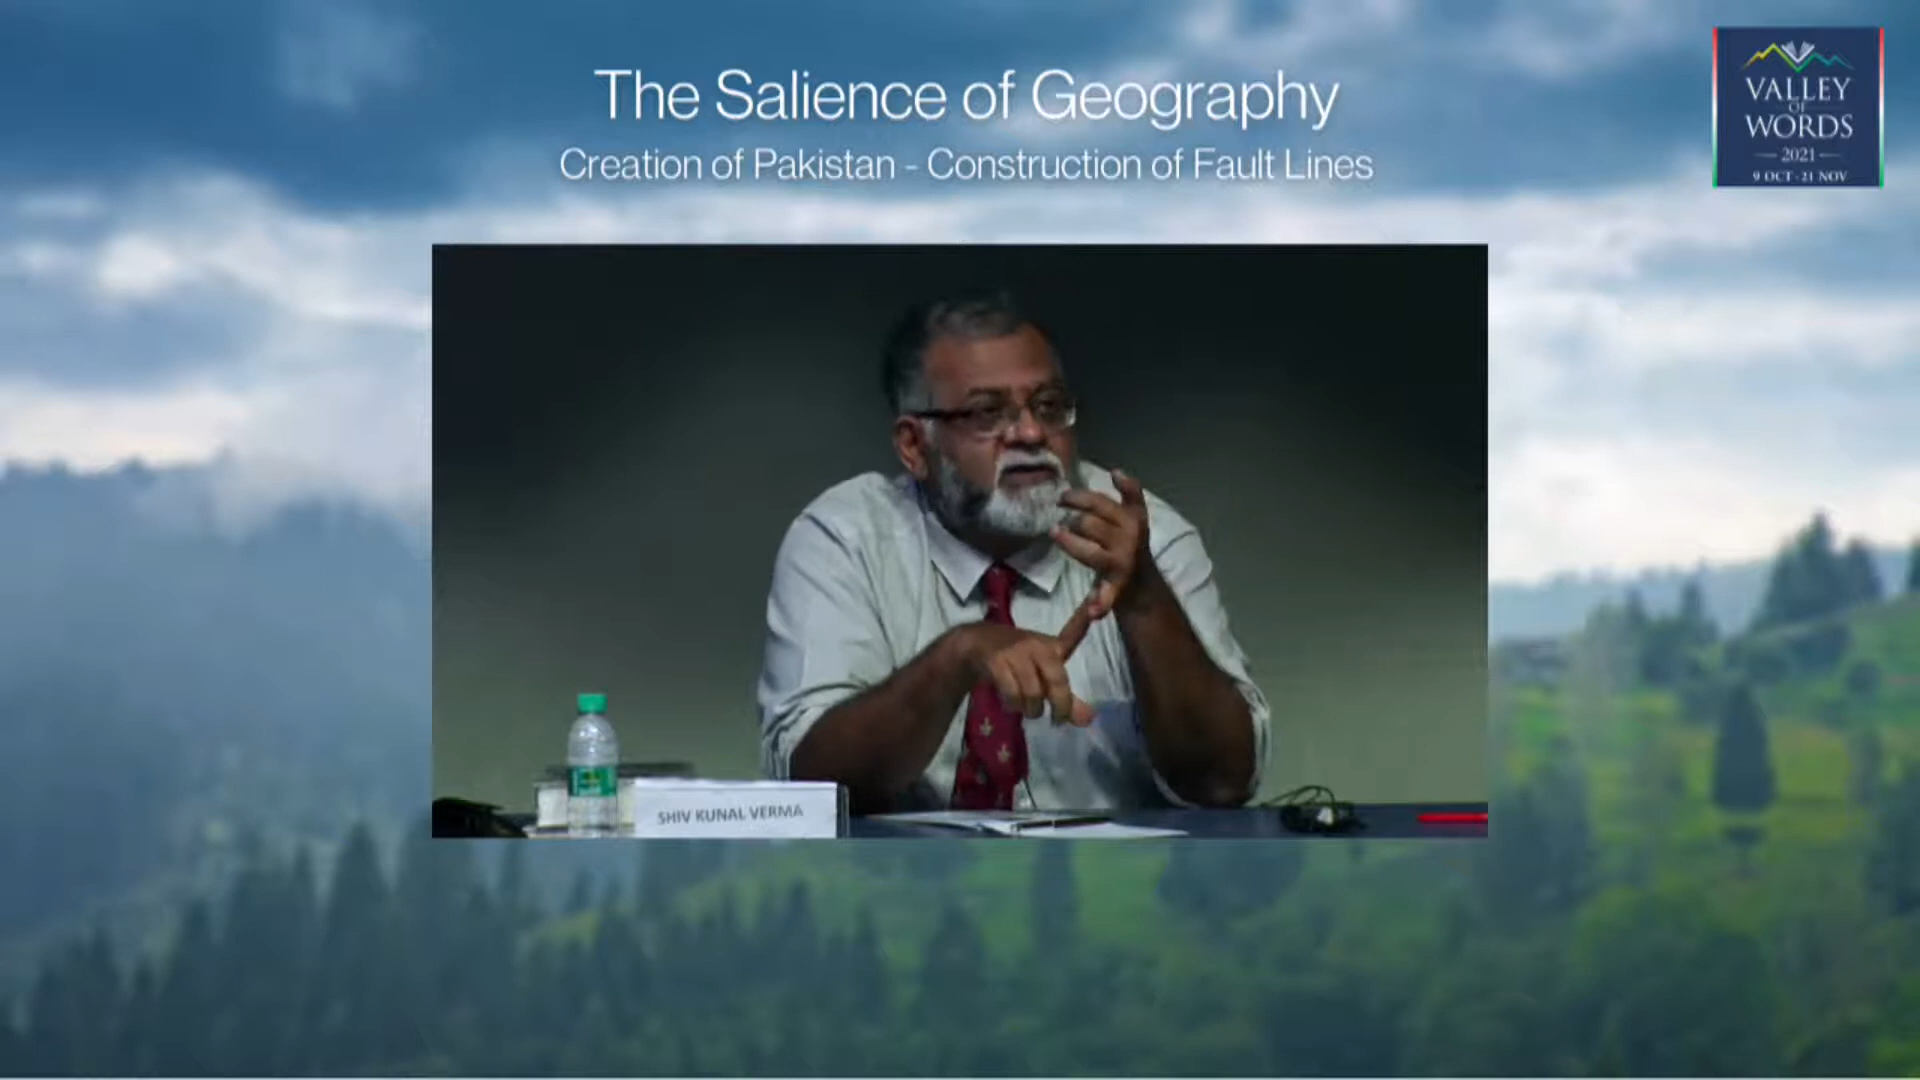 The Salience of Geography
Creation of Pakistan - Construction of Fault Lines
VALLEY
OF
WORDS
2021
9 OCT - 21 NOV
SHIV KUNAL VERMA